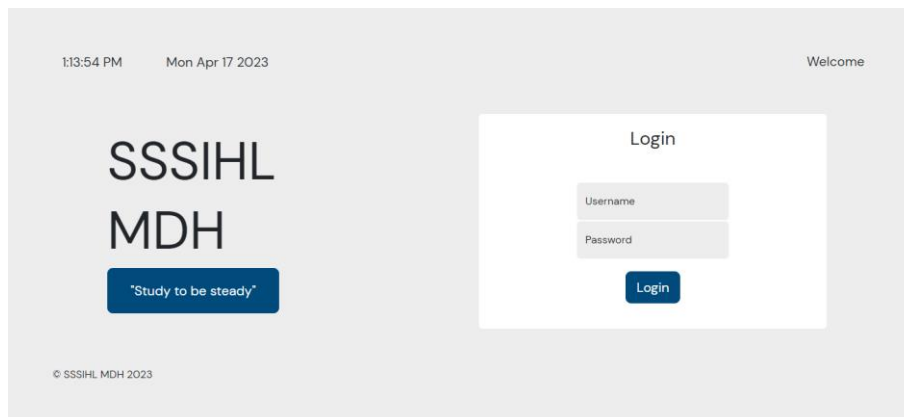 1:13:54 PM Mon Apr 17 2023 Welcome
SSSIHL
MDH
"Study to be steady"
Login
Username
Password
Login
© SSSIHL MDH 2023